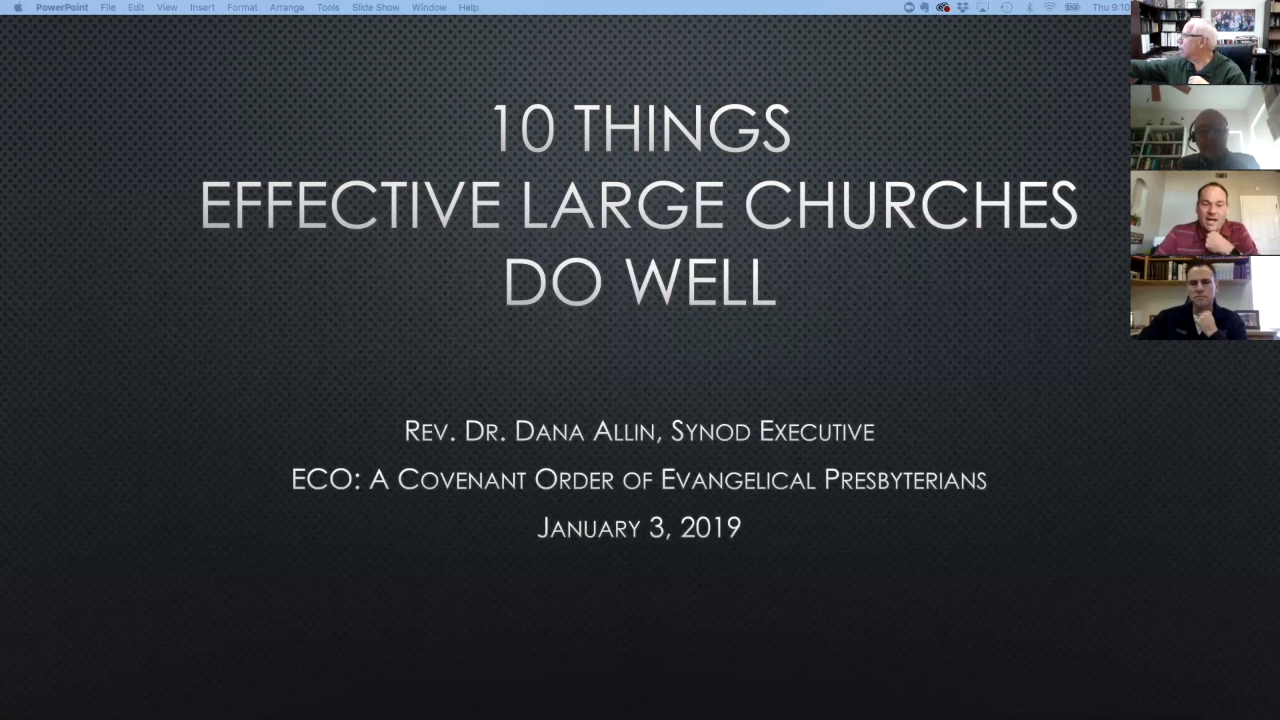 PowerPoint File Edit View Insert Format Arrange Tools Slide Show Window Help Thu 9:10
10 THINGS
EFFECTIVE LARGE CHURCHES
DO WELL
REV. DR. DANA ALLIN, SYNOD EXECUTIVE
ECO: A COVENANT ORDER OF EVANGELICAL PRESBYTERIANS
JANUARY 3, 2019